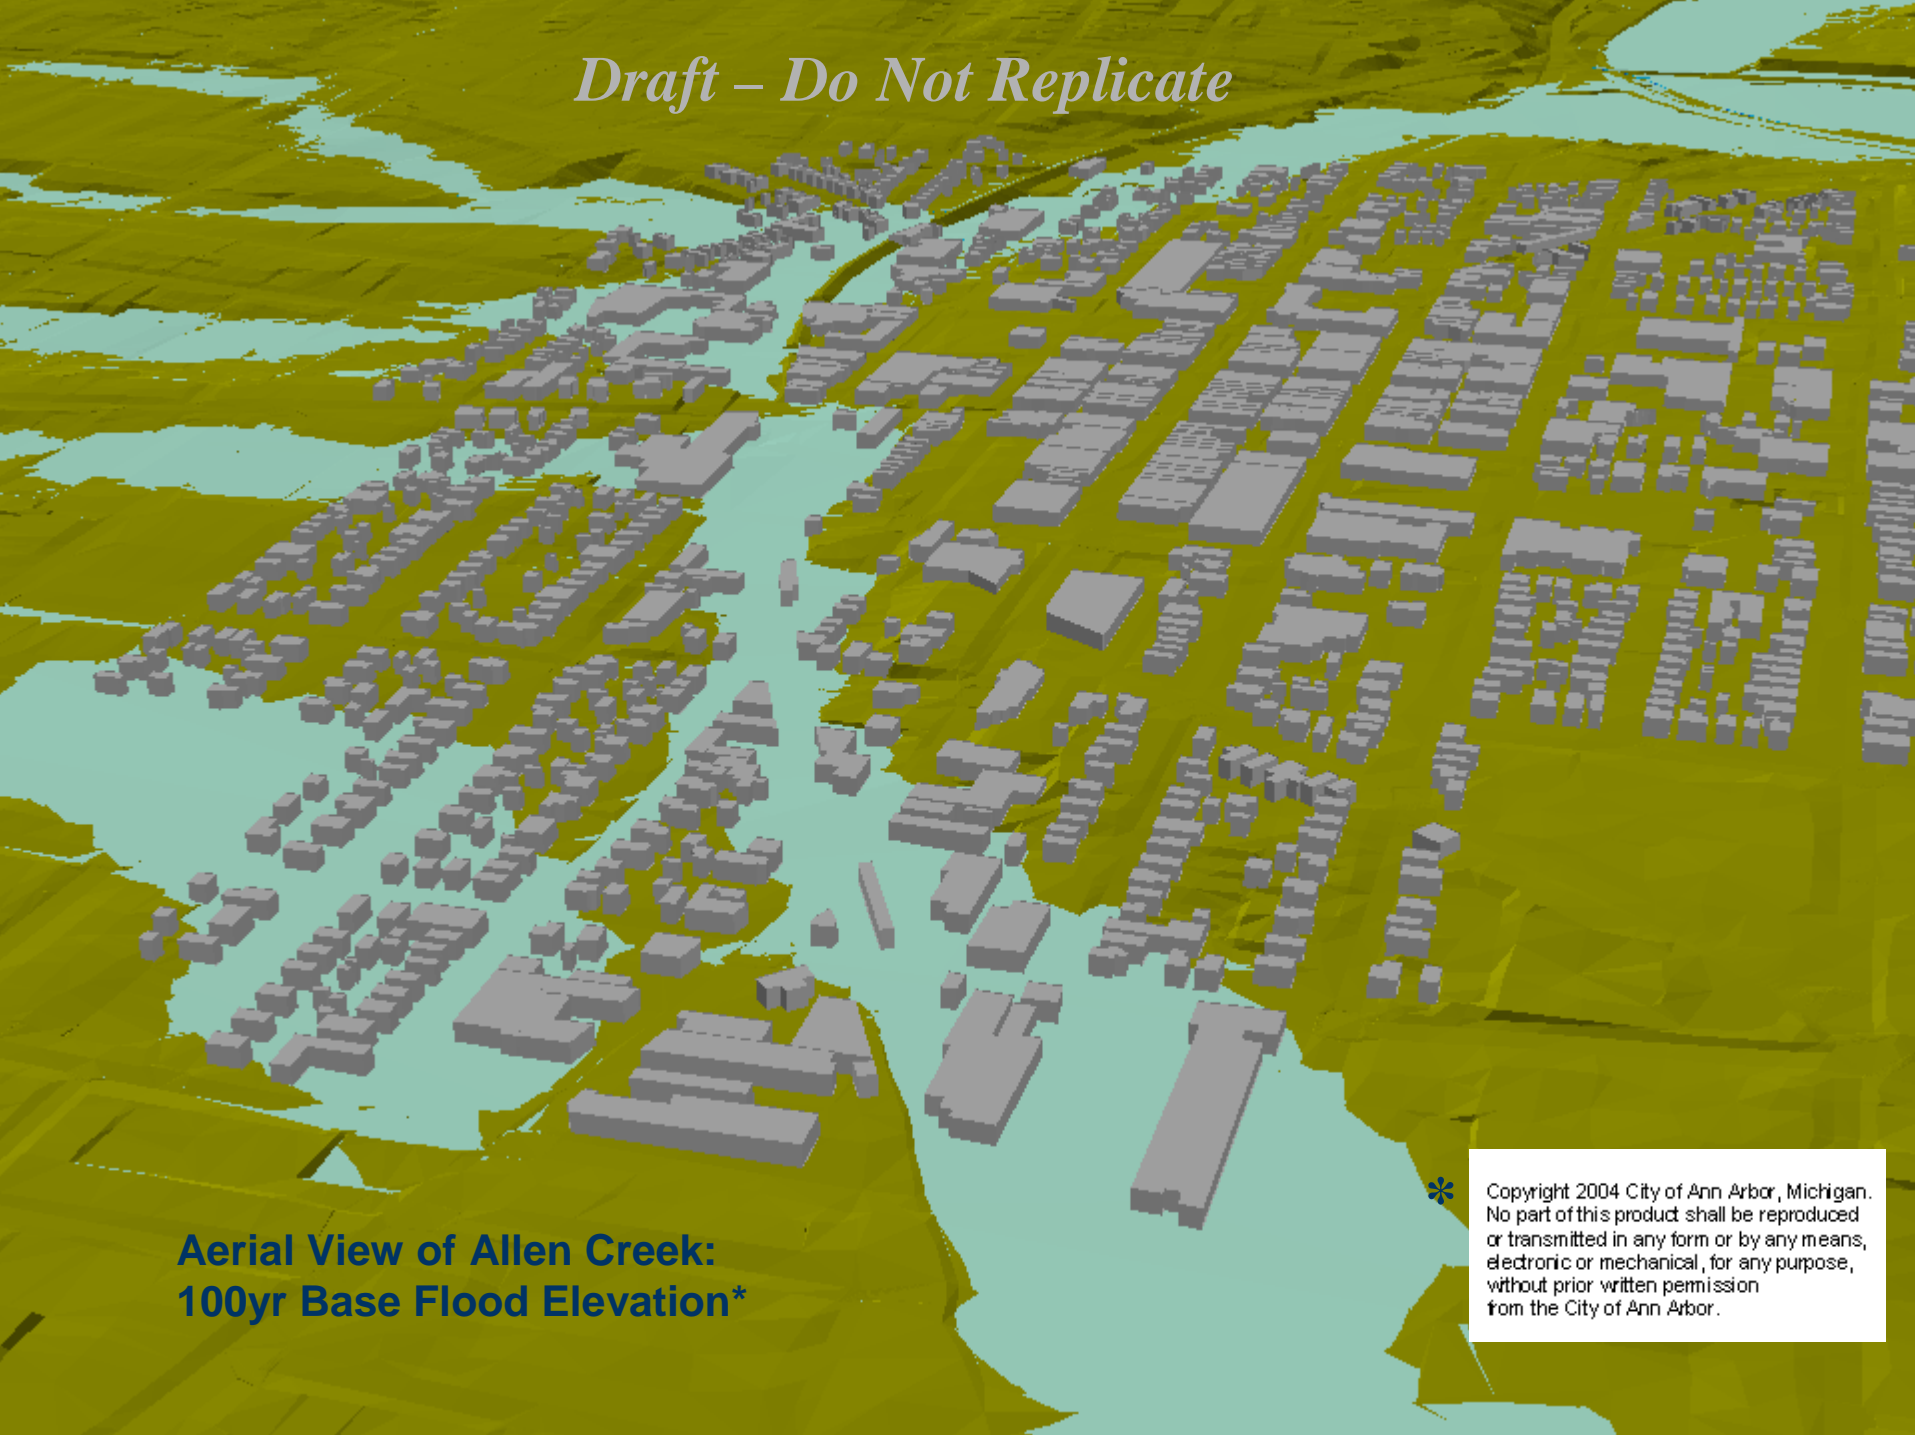 Draft – Do Not Replicate
Aerial View of Allen Creek:
100yr Base Flood Elevation*
*
Copyright 2004 City of Ann Arbor, Michigan.
No part of this product shall be reproduced
or transmitted in any form or by any means,
electronic or mechanical, for any purpose,
without prior written permission
from the City of Ann Arbor.